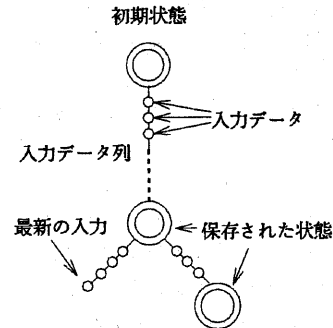 初期状態
入力データ
入力データ列
最新の入力
保存された状態